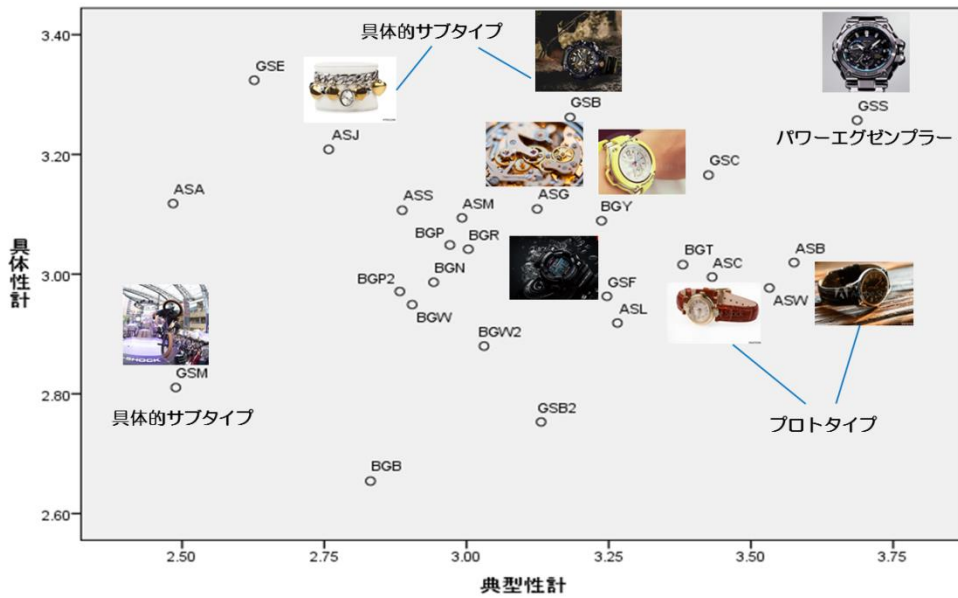 3.40
具体的サブタイプ
GSE
GSB
GSS
パワーエグゼンプラー
3.20
ASJ
GSC
ASA
ASS
ASM
ASG
BGY
BGP
BGR
3.00
BGN
BGT
ASC
ASB
BGP2
GSF
ASW
BGW
ASL
BGW2
SHOCK
GSM
2.80
具体的サブタイプ
GSB2
プロトタイプ
BGB
2.60
2.50
2.75
3.00
3.25
3.50
3.75
典型性計
具体性計